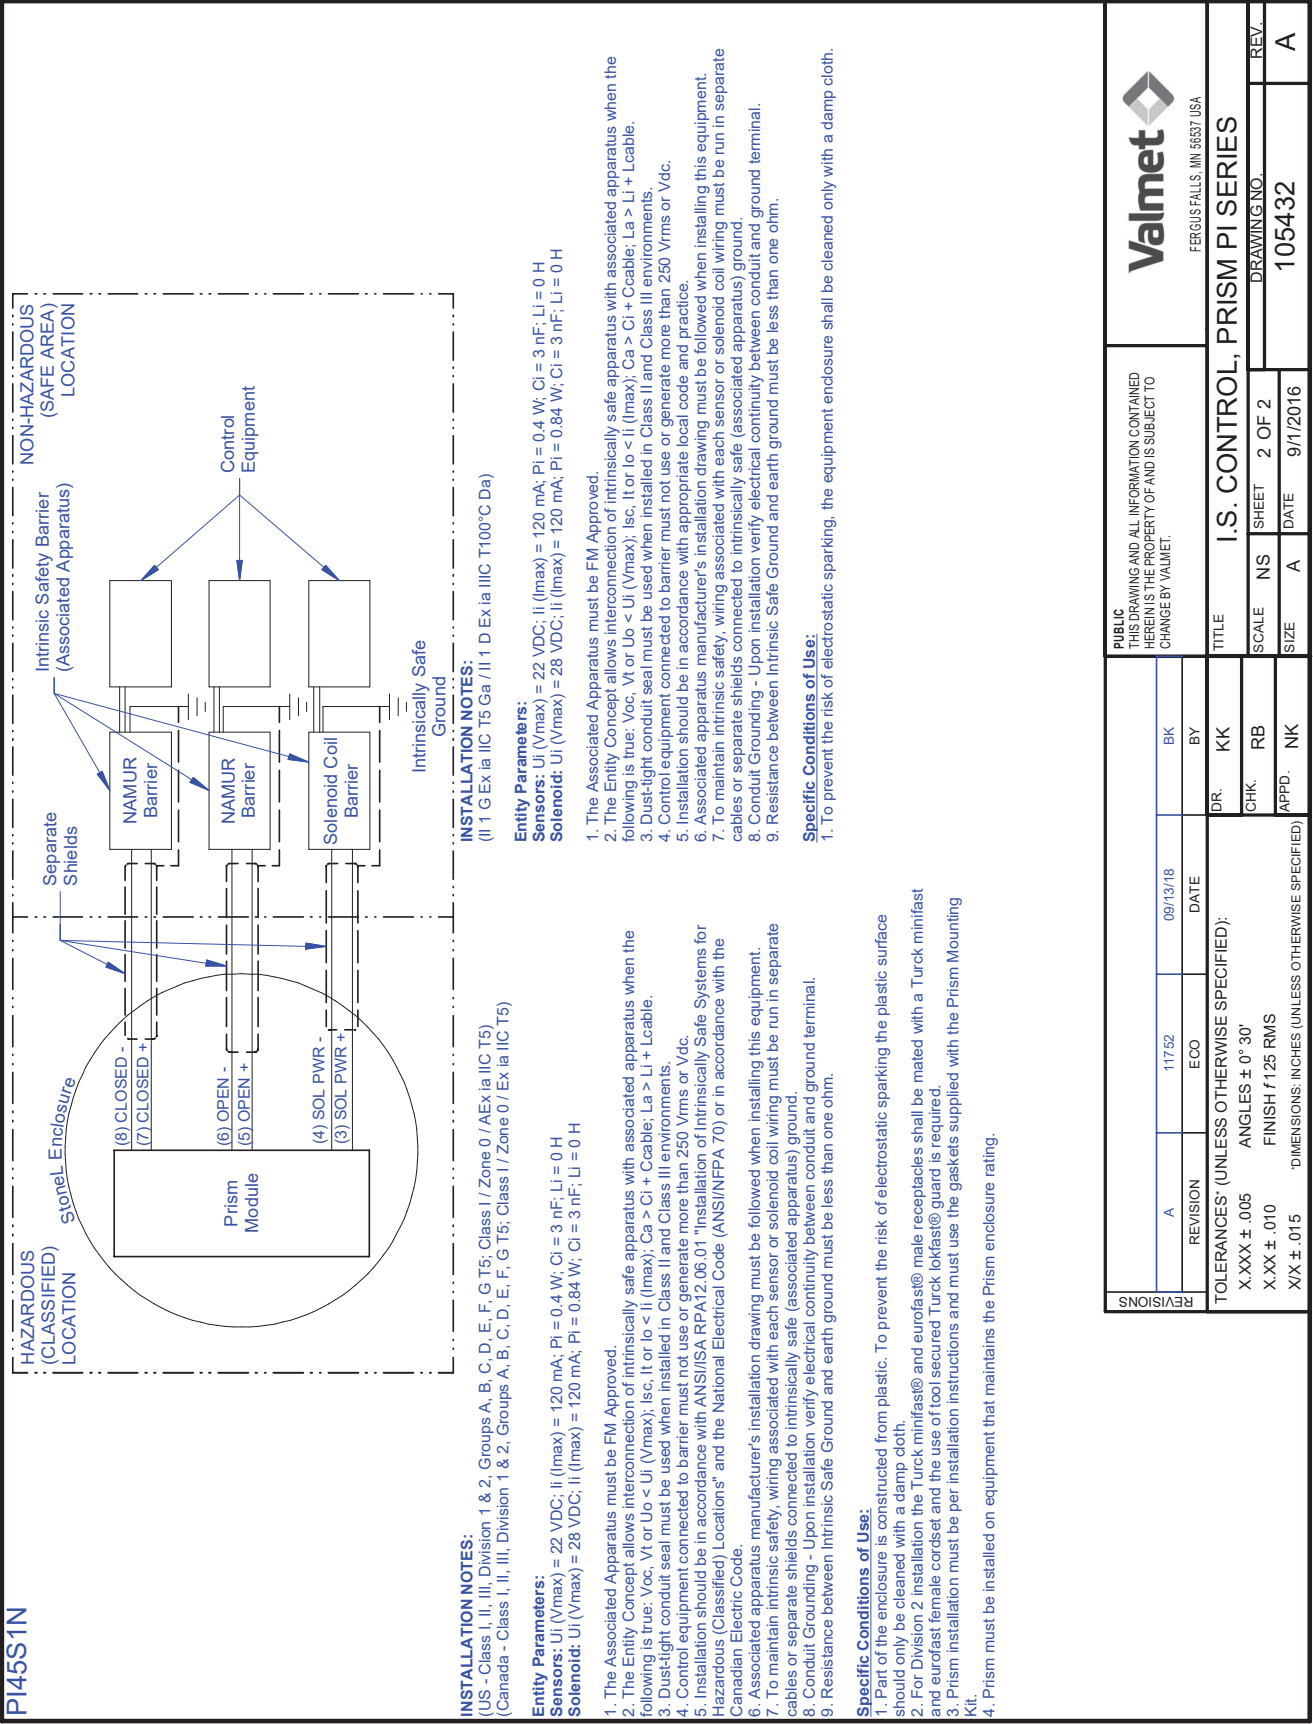 PI45S1N
HAZARDOUS
(CLASSIFIED)
LOCATION
NON-HAZARDOUS
(SAFE AREA)
LOCATION
StoneL Enclosure
Prism
Module
(8) CLOSED -
(7) CLOSED +
(6) OPEN -
(5) OPEN +
(4) SOL PWR -
(3) SOL PWR +
Separate
Shields
Intrinsic Safety Barrier
(Associated Apparatus)
NAMUR
Barrier
NAMUR
Barrier
Solenoid Coil
Barrier
Control
Equipment
Intrinsically Safe
Ground
INSTALLATION NOTES:
(US - Class I, II, III, Division 1 & 2, Groups A, B, C, D, E, F, G T5; Class I / Zone 0 / AEx ia IIC T5)
(Canada - Class I, II, III, Division 1 & 2, Groups A, B, C, D, E, F, G T5; Class I / Zone 0 / Ex ia IIC T5)
Entity Parameters:
Sensors: Ui (Vmax) = 22 VDC; Ii (Imax) = 120 mA; Pi = 0.4 W; Ci = 3 nF; Li = 0 H
Solenoid: Ui (Vmax) = 28 VDC; Ii (Imax) = 120 mA; Pi = 0.84 W; Ci = 3 nF; Li = 0 H
1. The Associated Apparatus must be FM Approved.
2. The Entity Concept allows interconnection of intrinsically safe apparatus with associated apparatus when the
following is true: Voc, Vt or Uo < Ui (Vmax); Isc, It or Io < Ii (Imax); Ca > Ci + Ccable; La > Li + Lcable.
3. Dust-tight conduit seal must be used when installed in Class II and Class III environments.
4. Control equipment connected to barrier must not use or generate more than 250 Vrms or Vdc.
5. Installation should be in accordance with ANSI/ISA RPA12.06.01 "Installation of Intrinsically Safe Systems for
Hazardous (Classified) Locations" and the National Electrical Code (ANSI/NFPA 70) or in accordance with the
Canadian Electric Code.
6. Associated apparatus manufacturer's installation drawing must be followed when installing this equipment.
7. To maintain intrinsic safety, wiring associated with each sensor or solenoid coil wiring must be run in separate
cables or separate shields connected to intrinsically safe (associated apparatus) ground.
8. Conduit Grounding - Upon installation verify electrical continuity between conduit and ground terminal.
9. Resistance between Intrinsic Safe Ground and earth ground must be less than one ohm.
Specific Conditions of Use:
1. Part of the enclosure is constructed from plastic. To prevent the risk of electrostatic sparking the plastic surface
should only be cleaned with a damp cloth.
2. For Division 2 installation the Turck minifast® and eurofast® male receptacles shall be mated with a Turck minifast
and eurofast female cordset and the use of tool secured Turck lokfast® guard is required.
3. Prism installation must be per installation instructions and must use the gaskets supplied with the Prism Mounting
Kit.
4. Prism must be installed on equipment that maintains the Prism enclosure rating.
INSTALLATION NOTES:
(II 1 G Ex ia IIC T5 Ga / II 1 D Ex ia IIIC T100°C Da)
Entity Parameters:
Sensors: Ui (Vmax) = 22 VDC; Ii (Imax) = 120 mA; Pi = 0.4 W; Ci = 3 nF; Li = 0 H
Solenoid: Ui (Vmax) = 28 VDC; Ii (Imax) = 120 mA; Pi = 0.84 W; Ci = 3 nF; Li = 0 H
1. The Associated Apparatus must be FM Approved.
2. The Entity Concept allows interconnection of intrinsically safe apparatus with associated apparatus when the
following is true: Voc, Vt or Uo < Ui (Vmax); Isc, It or Io < Ii (Imax); Ca > Ci + Ccable; La > Li + Lcable.
3. Dust-tight conduit seal must be used when installed in Class II and Class III environments.
4. Control equipment connected to barrier must not use or generate more than 250 Vrms or Vdc.
5. Installation should be in accordance with appropriate local code and practice.
6. Associated apparatus manufacturer's installation drawing must be followed when installing this equipment.
7. To maintain intrinsic safety, wiring associated with each sensor or solenoid coil wiring must be run in separate
cables or separate shields connected to intrinsically safe (associated apparatus) ground.
8. Conduit Grounding - Upon installation verify electrical continuity between conduit and ground terminal.
9. Resistance between Intrinsic Safe Ground and earth ground must be less than one ohm.
Specific Conditions of Use:
1. To prevent the risk of electrostatic sparking, the equipment enclosure shall be cleaned only with a damp cloth.
REVISIONS
A 11752 09/13/18 BK
REVISION ECO DATE BY
TOLERANCES* (UNLESS OTHERWISE SPECIFIED):
X.XXX ± .005 ANGLES ± 0° 30'
X.XX ± .010 FINISH ƒ125 RMS
X/X ± .015 *DIMENSIONS: INCHES (UNLESS OTHERWISE SPECIFIED)
DR. KK
CHK. RB
APPD. NK
PUBLIC
THIS DRAWING AND ALL INFORMATION CONTAINED
HEREIN IS THE PROPERTY OF AND IS SUBJECT TO
CHANGE BY VALMET.
Valmet
FERGUS FALLS, MN 56537 USA
TITLE I.S. CONTROL, PRISM PI SERIES
SCALE NS SHEET 2 OF 2
SIZE A DATE 9/1/2016
DRAWING NO. 105432
REV. A